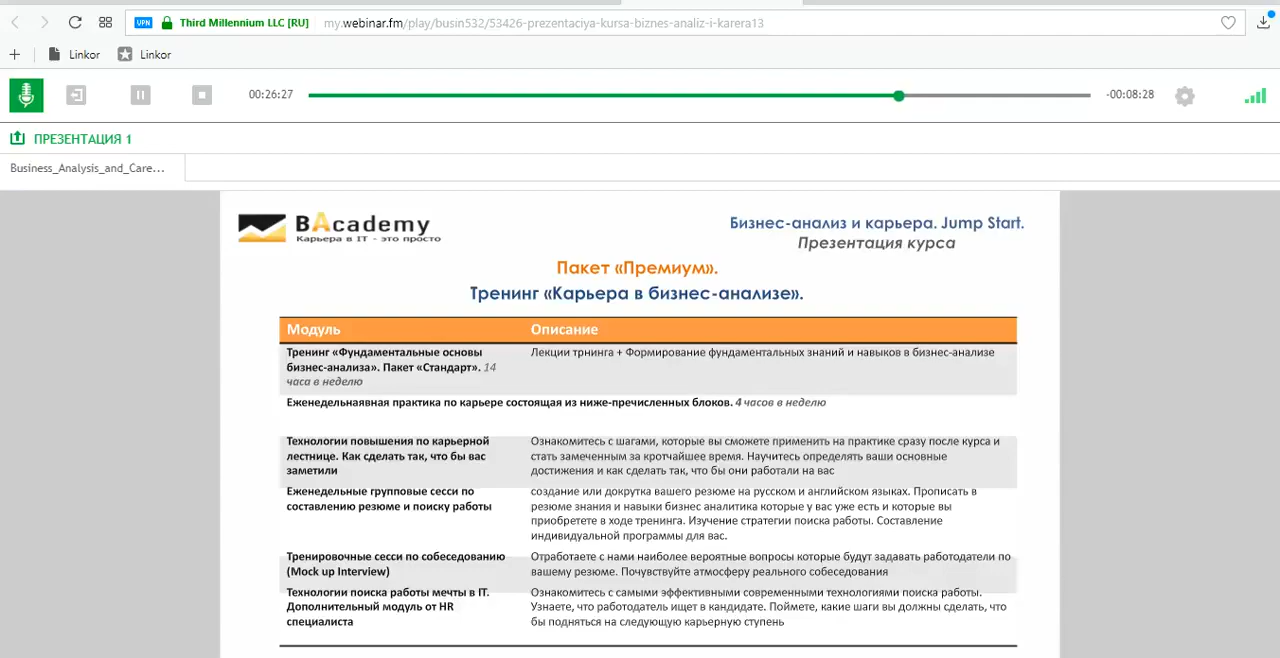 VPN Third Millennium LLC [RU] my.webinar.fm/play/busin532/53426-prezentaciya-kursa-biznes-analiz-i-karera13
Linkor Linkor
00:26:27 -00:08:28
ПРЕЗЕНТАЦИЯ 1
Business_Analysis_and_Care...
BAcademy
Карьера в IT - это просто
Бизнес-анализ и карьера. Jump Start.
Презентация курса
Пакет «Премиум».
Тренинг «Карьера в бизнес-анализе».
Модуль Описание
Тренинг «Фундаментальные основы
бизнес-анализа». Пакет «Стандарт». 14
часа в неделю
Лекции трнинга + Формирование фундаментальных знаний и навыков в бизнес-анализе
Еженедельнаявная практика по карьере состоящая из ниже-пречисленных блоков. 4 часов в неделю
Технологии повышения по карьерной
лестнице. Как сделать так, что бы вас
заметили
Ознакомитесь с шагами, которые вы сможете применить на практике сразу после курса и
стать замеченным за кротчайшее время. Научитесь определять ваши основные
достижения и как сделать так, что бы они работали на вас
Еженедельные групповые сесси по
составлению резюме и поиску работы
создание или докрутка вашего резюме на русском и английском языках. Прописать в
резюме знания и навыки бизнес аналитика которые у вас уже есть и которые вы
приобретете в ходе тренинга. Изучение стратегии поиска работы. Составление
индивидуальной программы для вас.
Тренировочные сесси по собеседованию
(Mock up Interview)
Отработаете с нами наиболее вероятные вопросы которые будут задавать работодатели по
вашему резюме. Почувствуйте атмосферу реального собеседования
Технологии поиска работы мечты в IT.
Дополнительный модуль от HR
специалиста
Ознакомитесь с самыми эффективными современными технологиями поиска работы.
Узнаете, что работодатель ищет в кандидате. Поймете, какие шаги вы должны сделать, что
бы подняться на следующую карьерную ступень